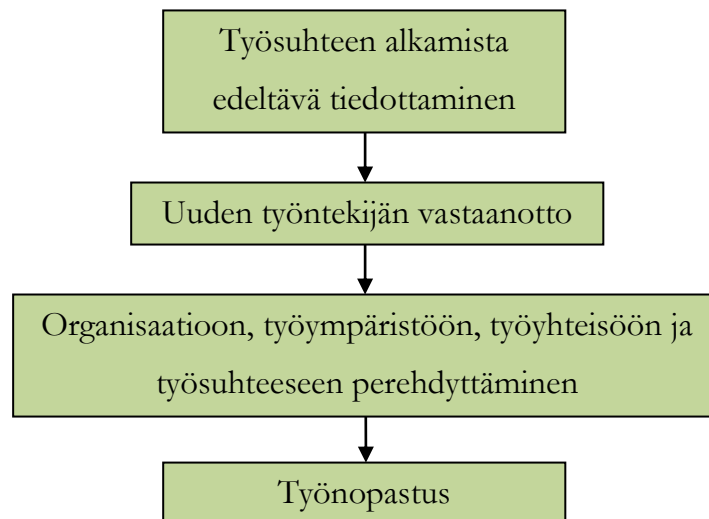 Työsuhteen alkamista
edeltävä tiedottaminen
Uuden työntekijän vastaanotto
Organisaatioon, työympäristöön, työyhteisöön ja
työsuhteeseen perehdyttäminen
Työnopastus